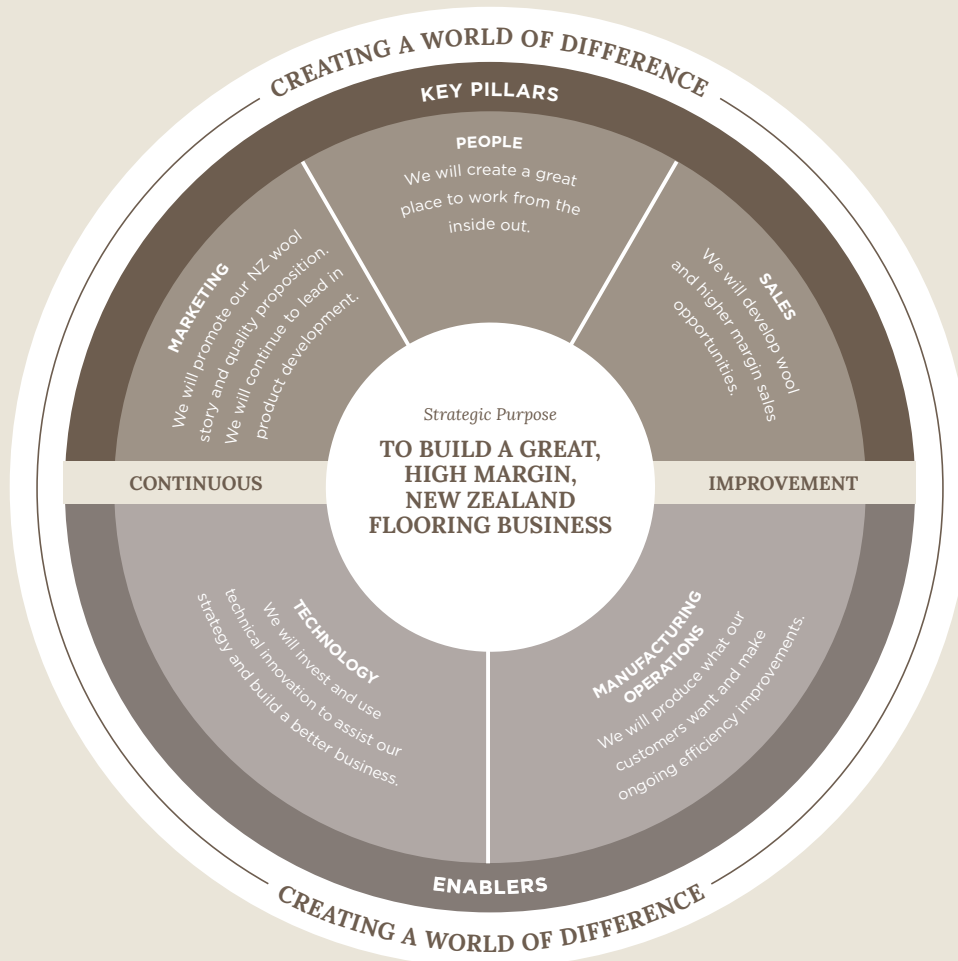 CREATING A WORLD OF DIFFERENCE
KEY PILLARS
PEOPLE
We will create a great
place to work from the
inside out.
MARKETING
We will promote our NZ wool
story and quality proposition.
We will continue to lead in
product development.
SALES
We will develop wool
and higher margin sales
opportunities.
Strategic Purpose
TO BUILD A GREAT,
HIGH MARGIN,
NEW ZEALAND
FLOORING BUSINESS
CONTINUOUS
IMPROVEMENT
TECHNOLOGY
We will invest and use
technical innovation to assist our
strategy and build a better business.
MANUFACTURING
OPERATIONS
We will produce what our
customers want and make
ongoing efficiency improvements.
ENABLERS
CREATING A WORLD OF DIFFERENCE